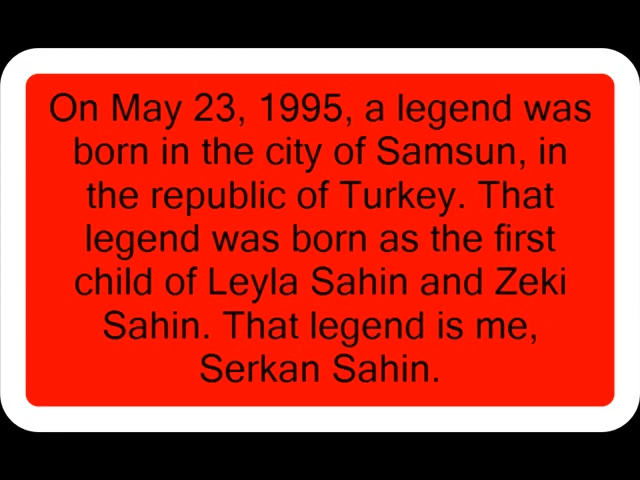 On May 23, 1995, a legend was
born in the city of Samsun, in
the republic of Turkey. That
legend was born as the first
child of Leyla Sahin and Zeki
Sahin. That legend is me,
Serkan Sahin.